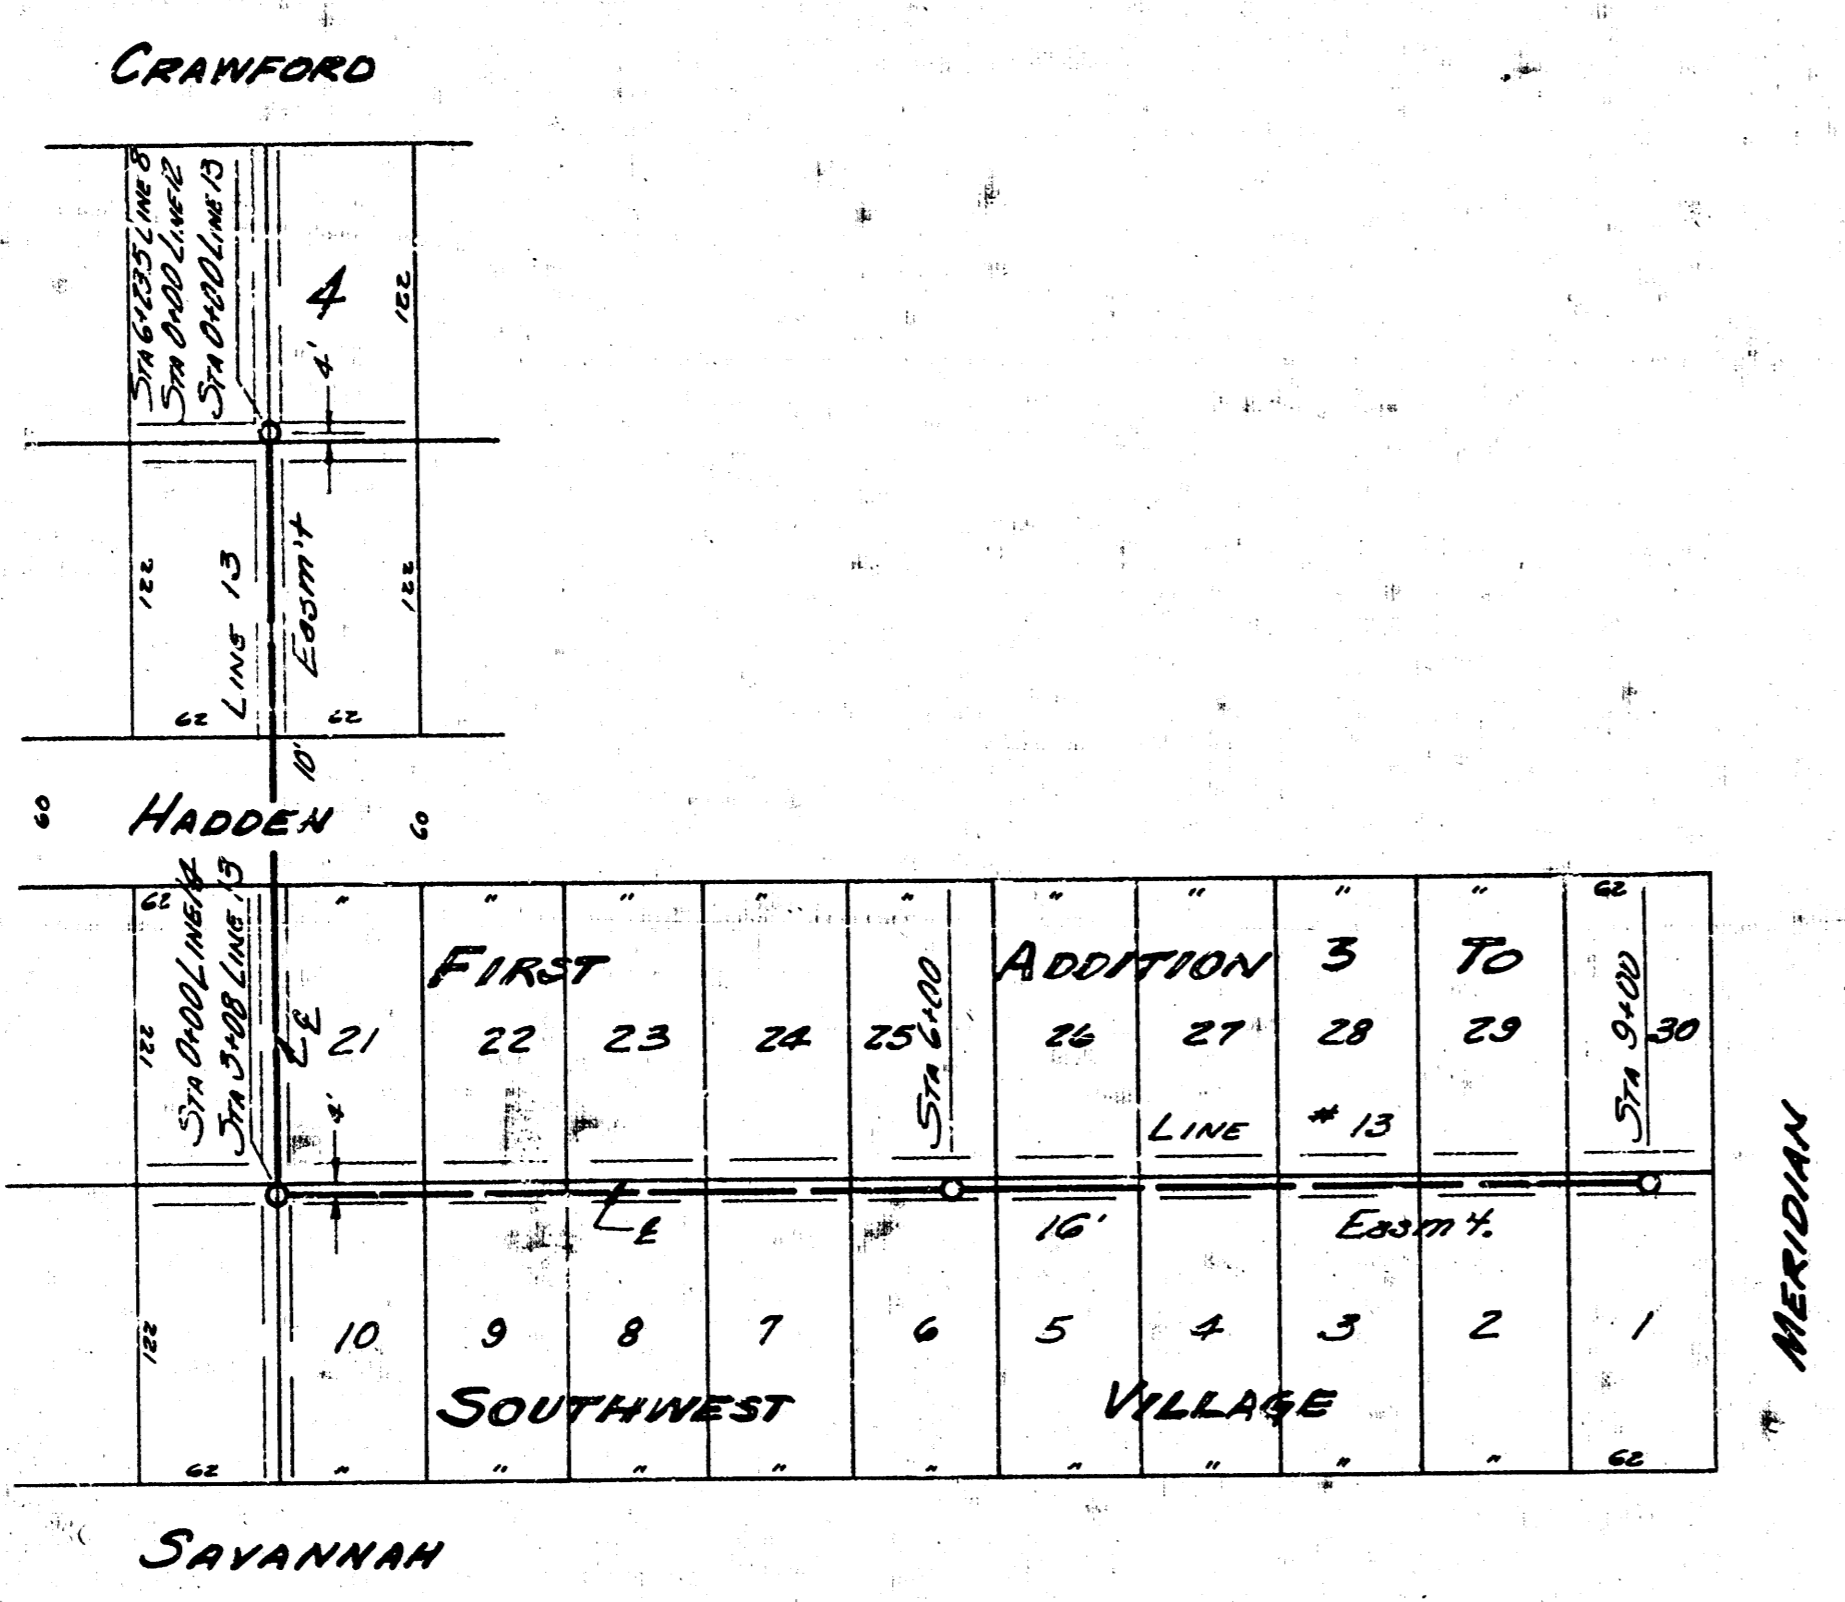 CRAWFORD
STA 6+23.5 LINE 8
STA 0+00 LINE 12
STA 0+00 LINE 13
4
122
4'
122
LINE 13
Easm't
122
62
62
10'
60
HADDEN
60
62
STA 0+00 LINE 14
STA 3+08 LINE 13
" " " " " " " " "
62
FIRST ADDITION 3 TO
122
21 22 23 24 25 26 27 28 29 30
STA 6+00
STA 9+00
4'
LINE # 13
16' Easm't.
MERIDIAN
122
10 9 8 7 6 5 4 3 2 1
SOUTHWEST VILLAGE
62 " " " " " " " " " 62
SAVANNAH